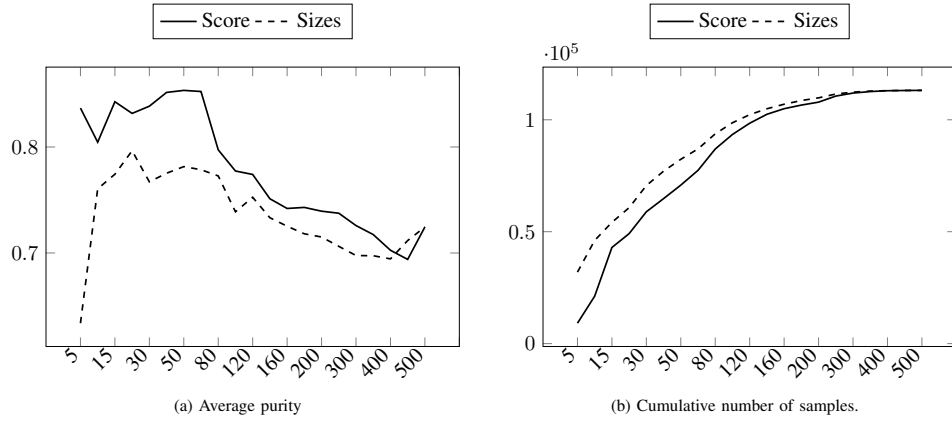 Score Sizes
0.8
0.7
5 15 30 50 80 120 160 200 300 400 500
(a) Average purity
Score Sizes
·10^5
1
0.5
0
5 15 30 50 80 120 160 200 300 400 500
(b) Cumulative number of samples.